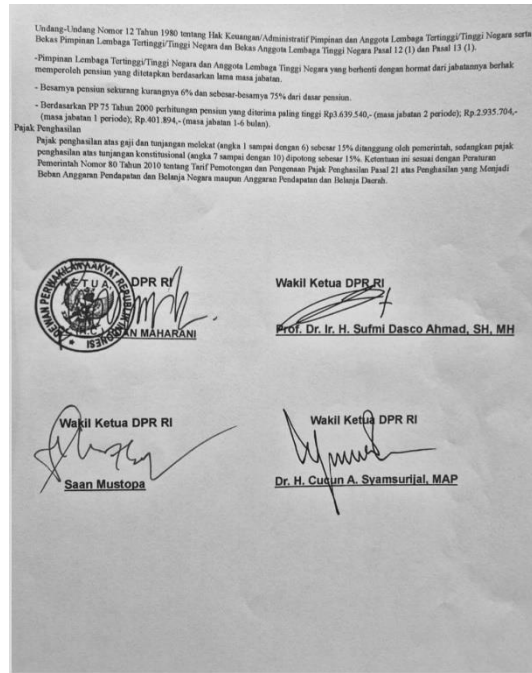 Undang-Undang Nomor 12 Tahun 1980 tentang Hak Keuangan/Administratif Pimpinan dan Anggota Lembaga Tertinggi/Tinggi Negara serta
Bekas Pimpinan Lembaga Tertinggi/Tinggi Negara dan Bekas Anggota Lembaga Tinggi Negara Pasal 12 (1) dan Pasal 13 (1).
-Pimpinan Lembaga Tertinggi/Tinggi Negara dan Anggota Lembaga Tinggi Negara yang berhenti dengan hormat dari jabatannya berhak
memperoleh pensiun yang ditetapkan berdasarkan lama masa jabatan.
- Besarnya pensiun sekurang kurangnya 6% dan sebesar-besarnya 75% dari dasar pensiun.
- Berdasarkan PP 75 Tahun 2000 perhitungan pensiun yang diterima paling tinggi Rp3.639.540,- (masa jabatan 2 periode); Rp.2.935.704,-
(masa jabatan 1 periode); Rp.401.894,- (masa jabatan 1-6 bulan).
Pajak Penghasilan
Pajak penghasilan atas gaji dan tunjangan melekat (angka 1 sampai dengan 6) sebesar 15% ditanggung oleh pemerintah, sedangkan pajak
penghasilan atas tunjangan konstitusional (angka 7 sampai dengan 10) dipotong sebesar 15%. Ketentuan ini sesuai dengan Peraturan
Pemerintah Nomor 80 Tahun 2010 tentang Tarif Pemotongan dan Pengenaan Pajak Penghasilan Pasal 21 atas Penghasilan yang Menjadi
Beban Anggaran Pendapatan dan Belanja Negara maupun Anggaran Pendapatan dan Belanja Daerah.
DEWAN PERWAKILAN RAKYAT REPUBLIK INDONESIA
KETUA
DPR RI
MAHARANI
Wakil Ketua DPR RI
Prof. Dr. Ir. H. Sufmi Dasco Ahmad, SH, MH
Wakil Ketua DPR RI
Saan Mustopa
Wakil Ketua DPR RI
Dr. H. Cucun A. Syamsurijal, MAP